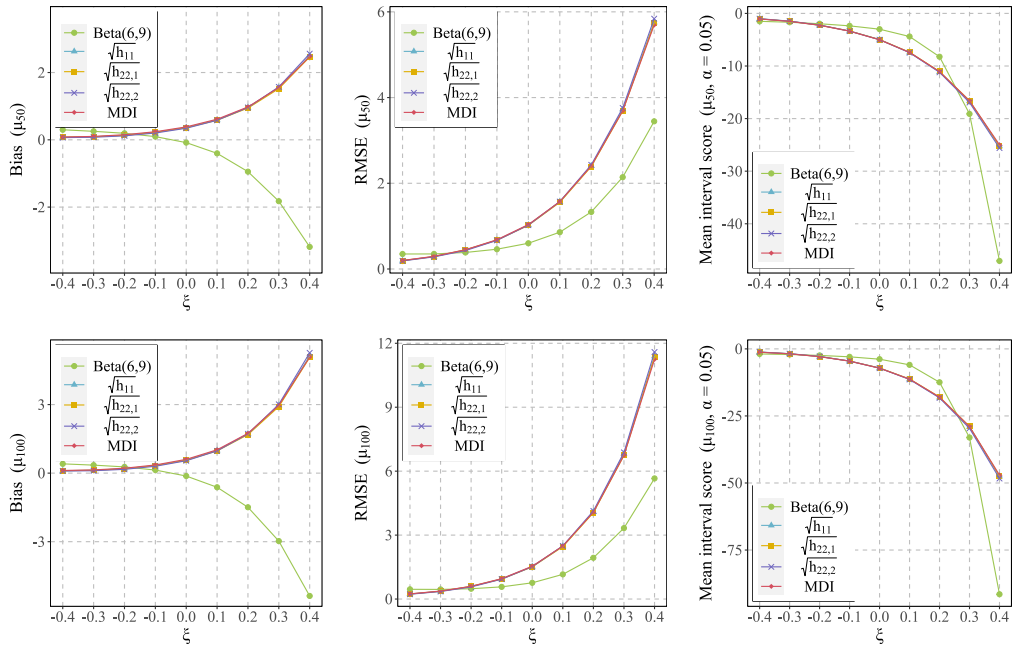 Bias (μ₅₀)
2
0
-2
Beta(6,9)
√h₁₁
√h₂₂,₁
√h₂₂,₂
MDI
-0.4 -0.3 -0.2 -0.1 0.0 0.1 0.2 0.3 0.4
ξ
RMSE (μ₅₀)
6
4
2
0
Beta(6,9)
√h₁₁
√h₂₂,₁
√h₂₂,₂
MDI
-0.4 -0.3 -0.2 -0.1 0.0 0.1 0.2 0.3 0.4
ξ
Mean interval score (μ₅₀, α = 0.05)
0
-10
-20
-30
-40
Beta(6,9)
√h₁₁
√h₂₂,₁
√h₂₂,₂
MDI
-0.4 -0.3 -0.2 -0.1 0.0 0.1 0.2 0.3 0.4
ξ
Bias (μ₁₀₀)
3
0
-3
Beta(6,9)
√h₁₁
√h₂₂,₁
√h₂₂,₂
MDI
-0.4 -0.3 -0.2 -0.1 0.0 0.1 0.2 0.3 0.4
ξ
RMSE (μ₁₀₀)
12
9
6
3
0
Beta(6,9)
√h₁₁
√h₂₂,₁
√h₂₂,₂
MDI
-0.4 -0.3 -0.2 -0.1 0.0 0.1 0.2 0.3 0.4
ξ
Mean interval score (μ₁₀₀, α = 0.05)
0
-25
-50
-75
Beta(6,9)
√h₁₁
√h₂₂,₁
√h₂₂,₂
MDI
-0.4 -0.3 -0.2 -0.1 0.0 0.1 0.2 0.3 0.4
ξ